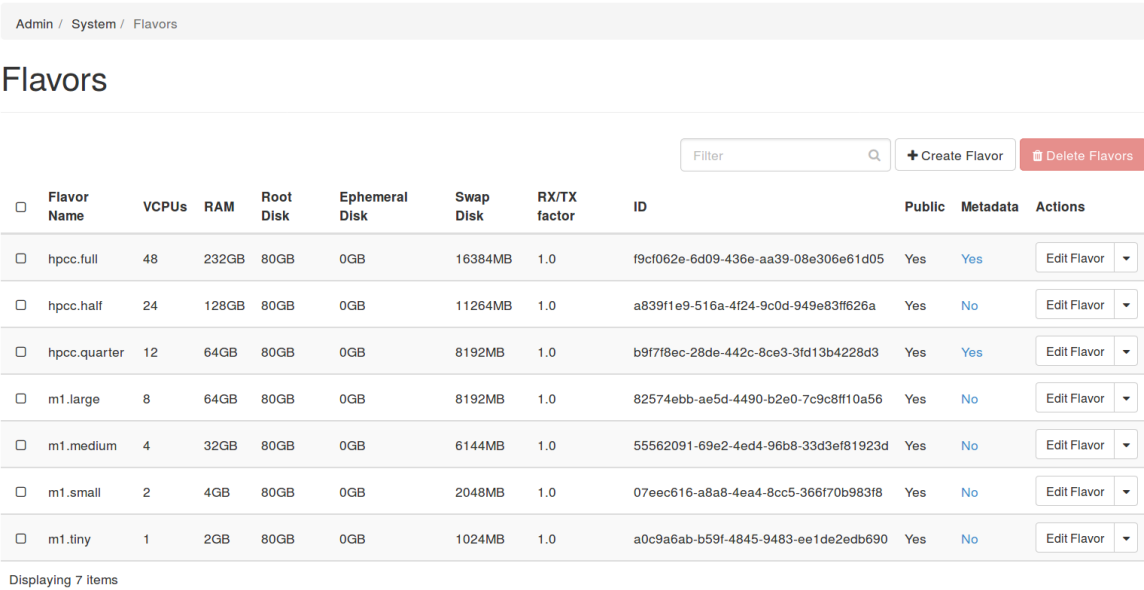 Admin / System / Flavors
Flavors
Filter
Create Flavor
Delete Flavors
Flavor Name VCPUs RAM Root Disk Ephemeral Disk Swap Disk RX/TX factor ID Public Metadata Actions
hpcc.full 48 232GB 80GB 0GB 16384MB 1.0 f9cf062e-6d09-436e-aa39-08e306e61d05 Yes Yes Edit Flavor
hpcc.half 24 128GB 80GB 0GB 11264MB 1.0 a839f1e9-516a-4f24-9c0d-949e83ff626a Yes No Edit Flavor
hpcc.quarter 12 64GB 80GB 0GB 8192MB 1.0 b9f7f8ec-28de-442c-8ce3-3fd13b4228d3 Yes Yes Edit Flavor
m1.large 8 64GB 80GB 0GB 8192MB 1.0 82574ebb-ae5d-4490-b2e0-7c9c8ff10a56 Yes No Edit Flavor
m1.medium 4 32GB 80GB 0GB 6144MB 1.0 55562091-69e2-4ed4-96b8-33d3ef81923d Yes No Edit Flavor
m1.small 2 4GB 80GB 0GB 2048MB 1.0 07eec616-a8a8-4ea4-8cc5-366f70b983f8 Yes No Edit Flavor
m1.tiny 1 2GB 80GB 0GB 1024MB 1.0 a0c9a6ab-b59f-4845-9483-ee1de2edb690 Yes No Edit Flavor
Displaying 7 items